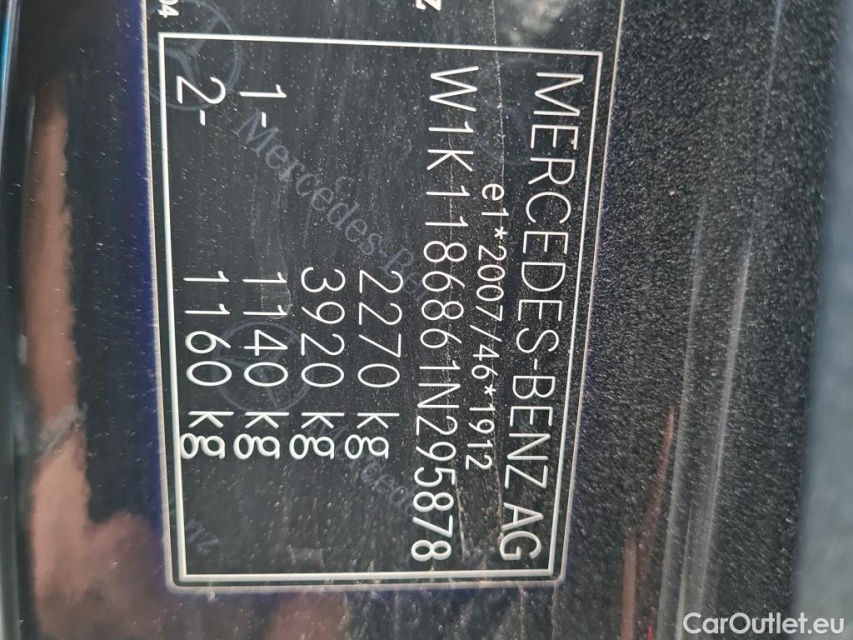 MERCEDES-BENZ AG
e1*2007/46*1912
W1K1186861N295878
2270 kg
3920 kg
1- 1140 kg
2- 1160 kg
CarOutlet.eu